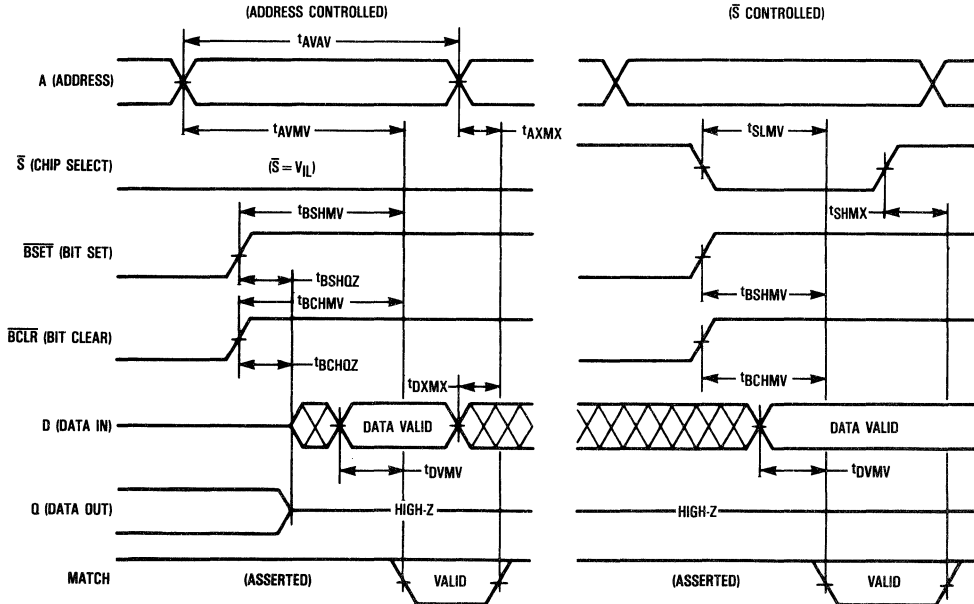 (ADDRESS CONTROLLED)
(S̅ CONTROLLED)
tAVAV
A (ADDRESS)
tAVMV
tAXMX
tSLMV
S̅ (CHIP SELECT)
(S̅ = VIL)
tSHMX
tBSHMV
B̅S̅E̅T̅ (BIT SET)
tBSHQZ
tBSHMV
tBCHMV
B̅C̅L̅R̅ (BIT CLEAR)
tBCHQZ
tBCHMV
tDXMX
D (DATA IN)
DATA VALID
DATA VALID
tDVMV
tDVMV
Q (DATA OUT)
HIGH-Z
HIGH-Z
MATCH
(ASSERTED)
VALID
(ASSERTED)
VALID